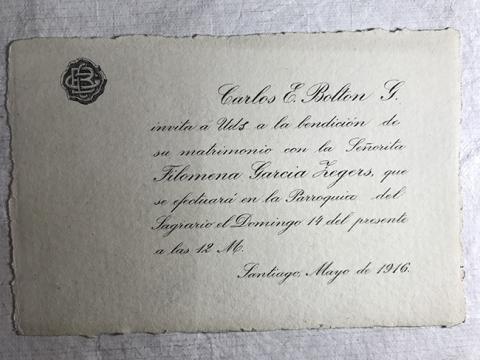 Carlos E. Bolton G.
invita a Uds a la bendición de
su matrimonio con la Señorita
Filomena Garcia Zegers, que
se efectuará en la Parroquia del
Sagrario el Domingo 14 del presente
a las 12 M.
Santiago, Mayo de 1916.